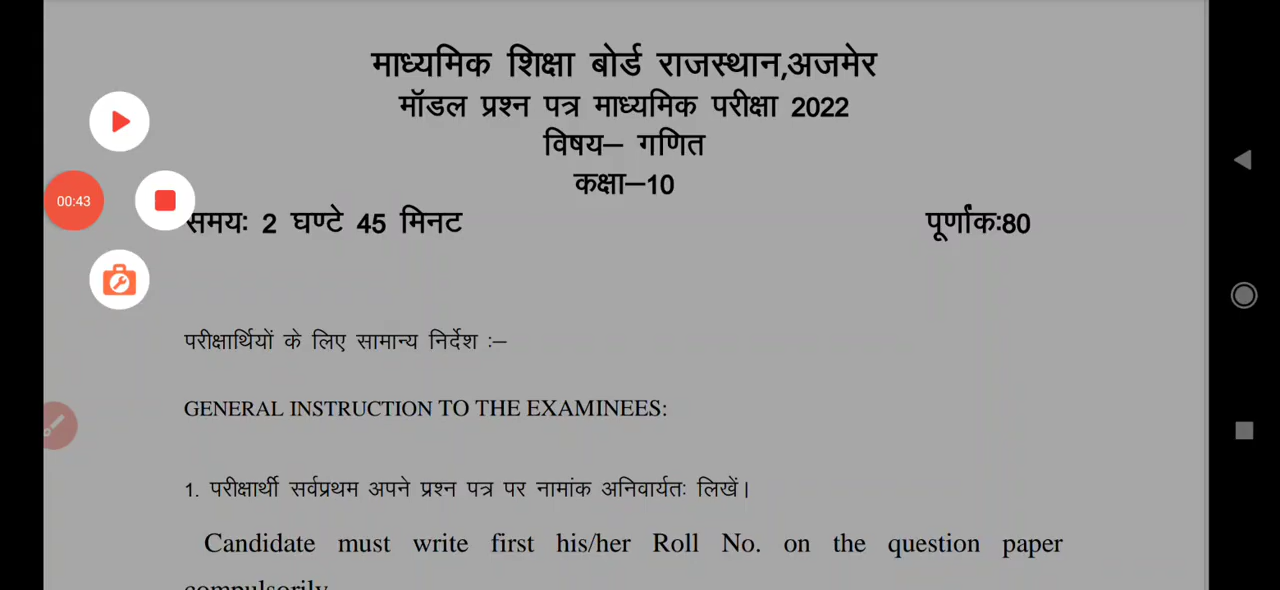 माध्यमिक शिक्षा बोर्ड राजस्थान,अजमेर
मॉडल प्रश्न पत्र माध्यमिक परीक्षा 2022
विषय– गणित
कक्षा–10
00:43
समयः 2 घण्टे 45 मिनट पूर्णांकः80
परीक्षार्थियों के लिए सामान्य निर्देश :–
GENERAL INSTRUCTION TO THE EXAMINEES:
1. परीक्षार्थी सर्वप्रथम अपने प्रश्न पत्र पर नामांक अनिवार्यतः लिखें।
Candidate must write first his/her Roll No. on the question paper
compulsorily